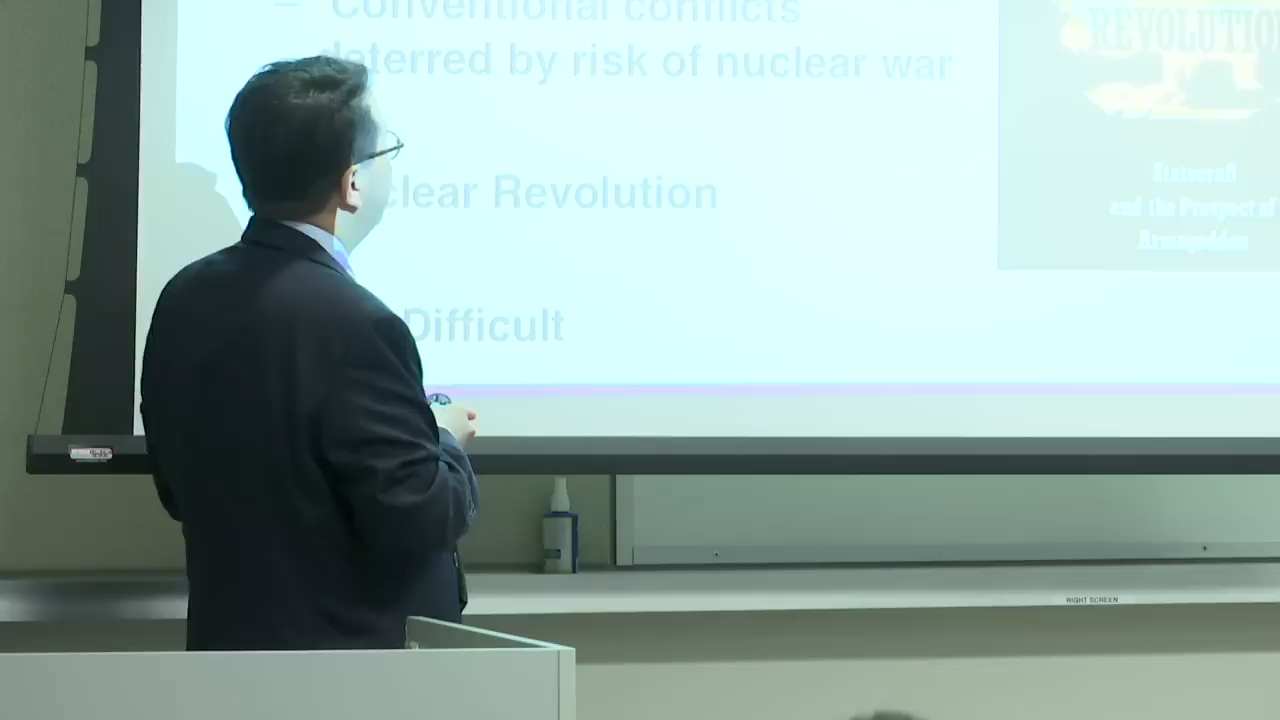 – Conventional conflicts
deterred by risk of nuclear war
clear Revolution
Difficult
REVOLUTIO
Statecraft
and the Prospect of
Armageddon
RIGHT SCREEN